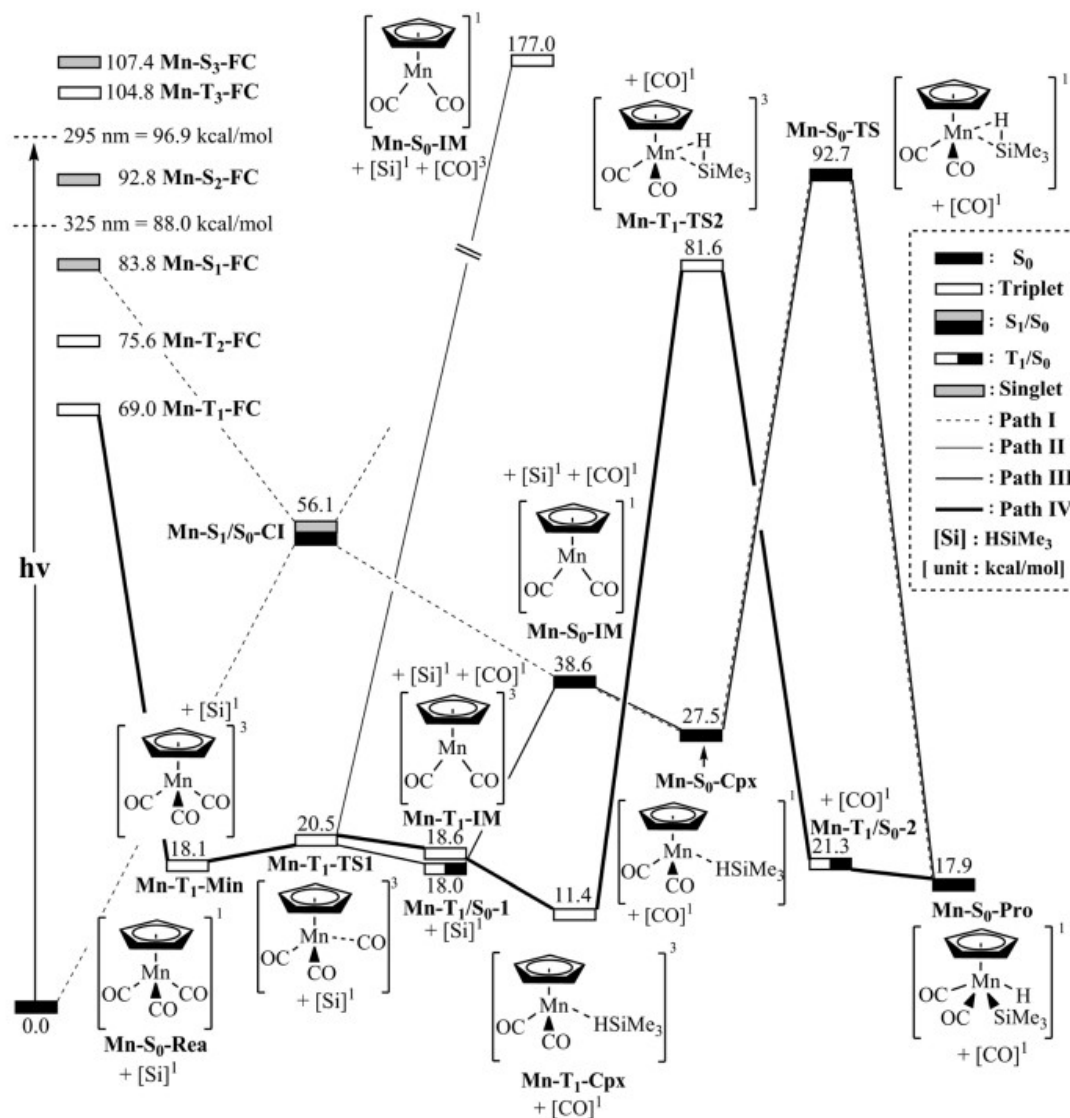 107.4 Mn-S₃-FC
104.8 Mn-T₃-FC
295 nm = 96.9 kcal/mol
92.8 Mn-S₂-FC
325 nm = 88.0 kcal/mol
83.8 Mn-S₁-FC
75.6 Mn-T₂-FC
69.0 Mn-T₁-FC
hν
1
Mn
OC
CO
Mn-S₀-IM
+ [Si]¹ + [CO]³
177.0
+ [CO]¹
3
H
Mn
OC
CO
SiMe₃
Mn-T₁-TS2
81.6
Mn-S₀-TS
92.7
1
H
Mn
OC
CO
SiMe₃
+ [CO]¹
: S₀
: Triplet
: S₁/S₀
: T₁/S₀
: Singlet
: Path I
: Path II
: Path III
: Path IV
[Si] : HSiMe₃
[ unit : kcal/mol]
56.1
Mn-S₁/S₀-CI
+ [Si]¹ + [CO]¹
1
Mn
OC
CO
Mn-S₀-IM
38.6
27.5
Mn-S₀-Cpx
1
Mn
OC
CO
HSiMe₃
+ [CO]¹
+ [Si]¹
3
Mn
OC
CO
CO
18.1
Mn-T₁-Min
20.5
Mn-T₁-TS1
3
Mn
OC
CO
CO
+ [Si]¹
+ [Si]¹ + [CO]¹
3
Mn
OC
CO
Mn-T₁-IM
18.6
18.0
Mn-T₁/S₀-1
+ [Si]¹
11.4
3
Mn
OC
CO
HSiMe₃
Mn-T₁-Cpx
+ [CO]¹
+ [CO]¹
Mn-T₁/S₀-2
21.3
17.9
Mn-S₀-Pro
1
Mn
OC
OC
H
SiMe₃
+ [CO]¹
0.0
1
Mn
OC
CO
CO
Mn-S₀-Rea
+ [Si]¹